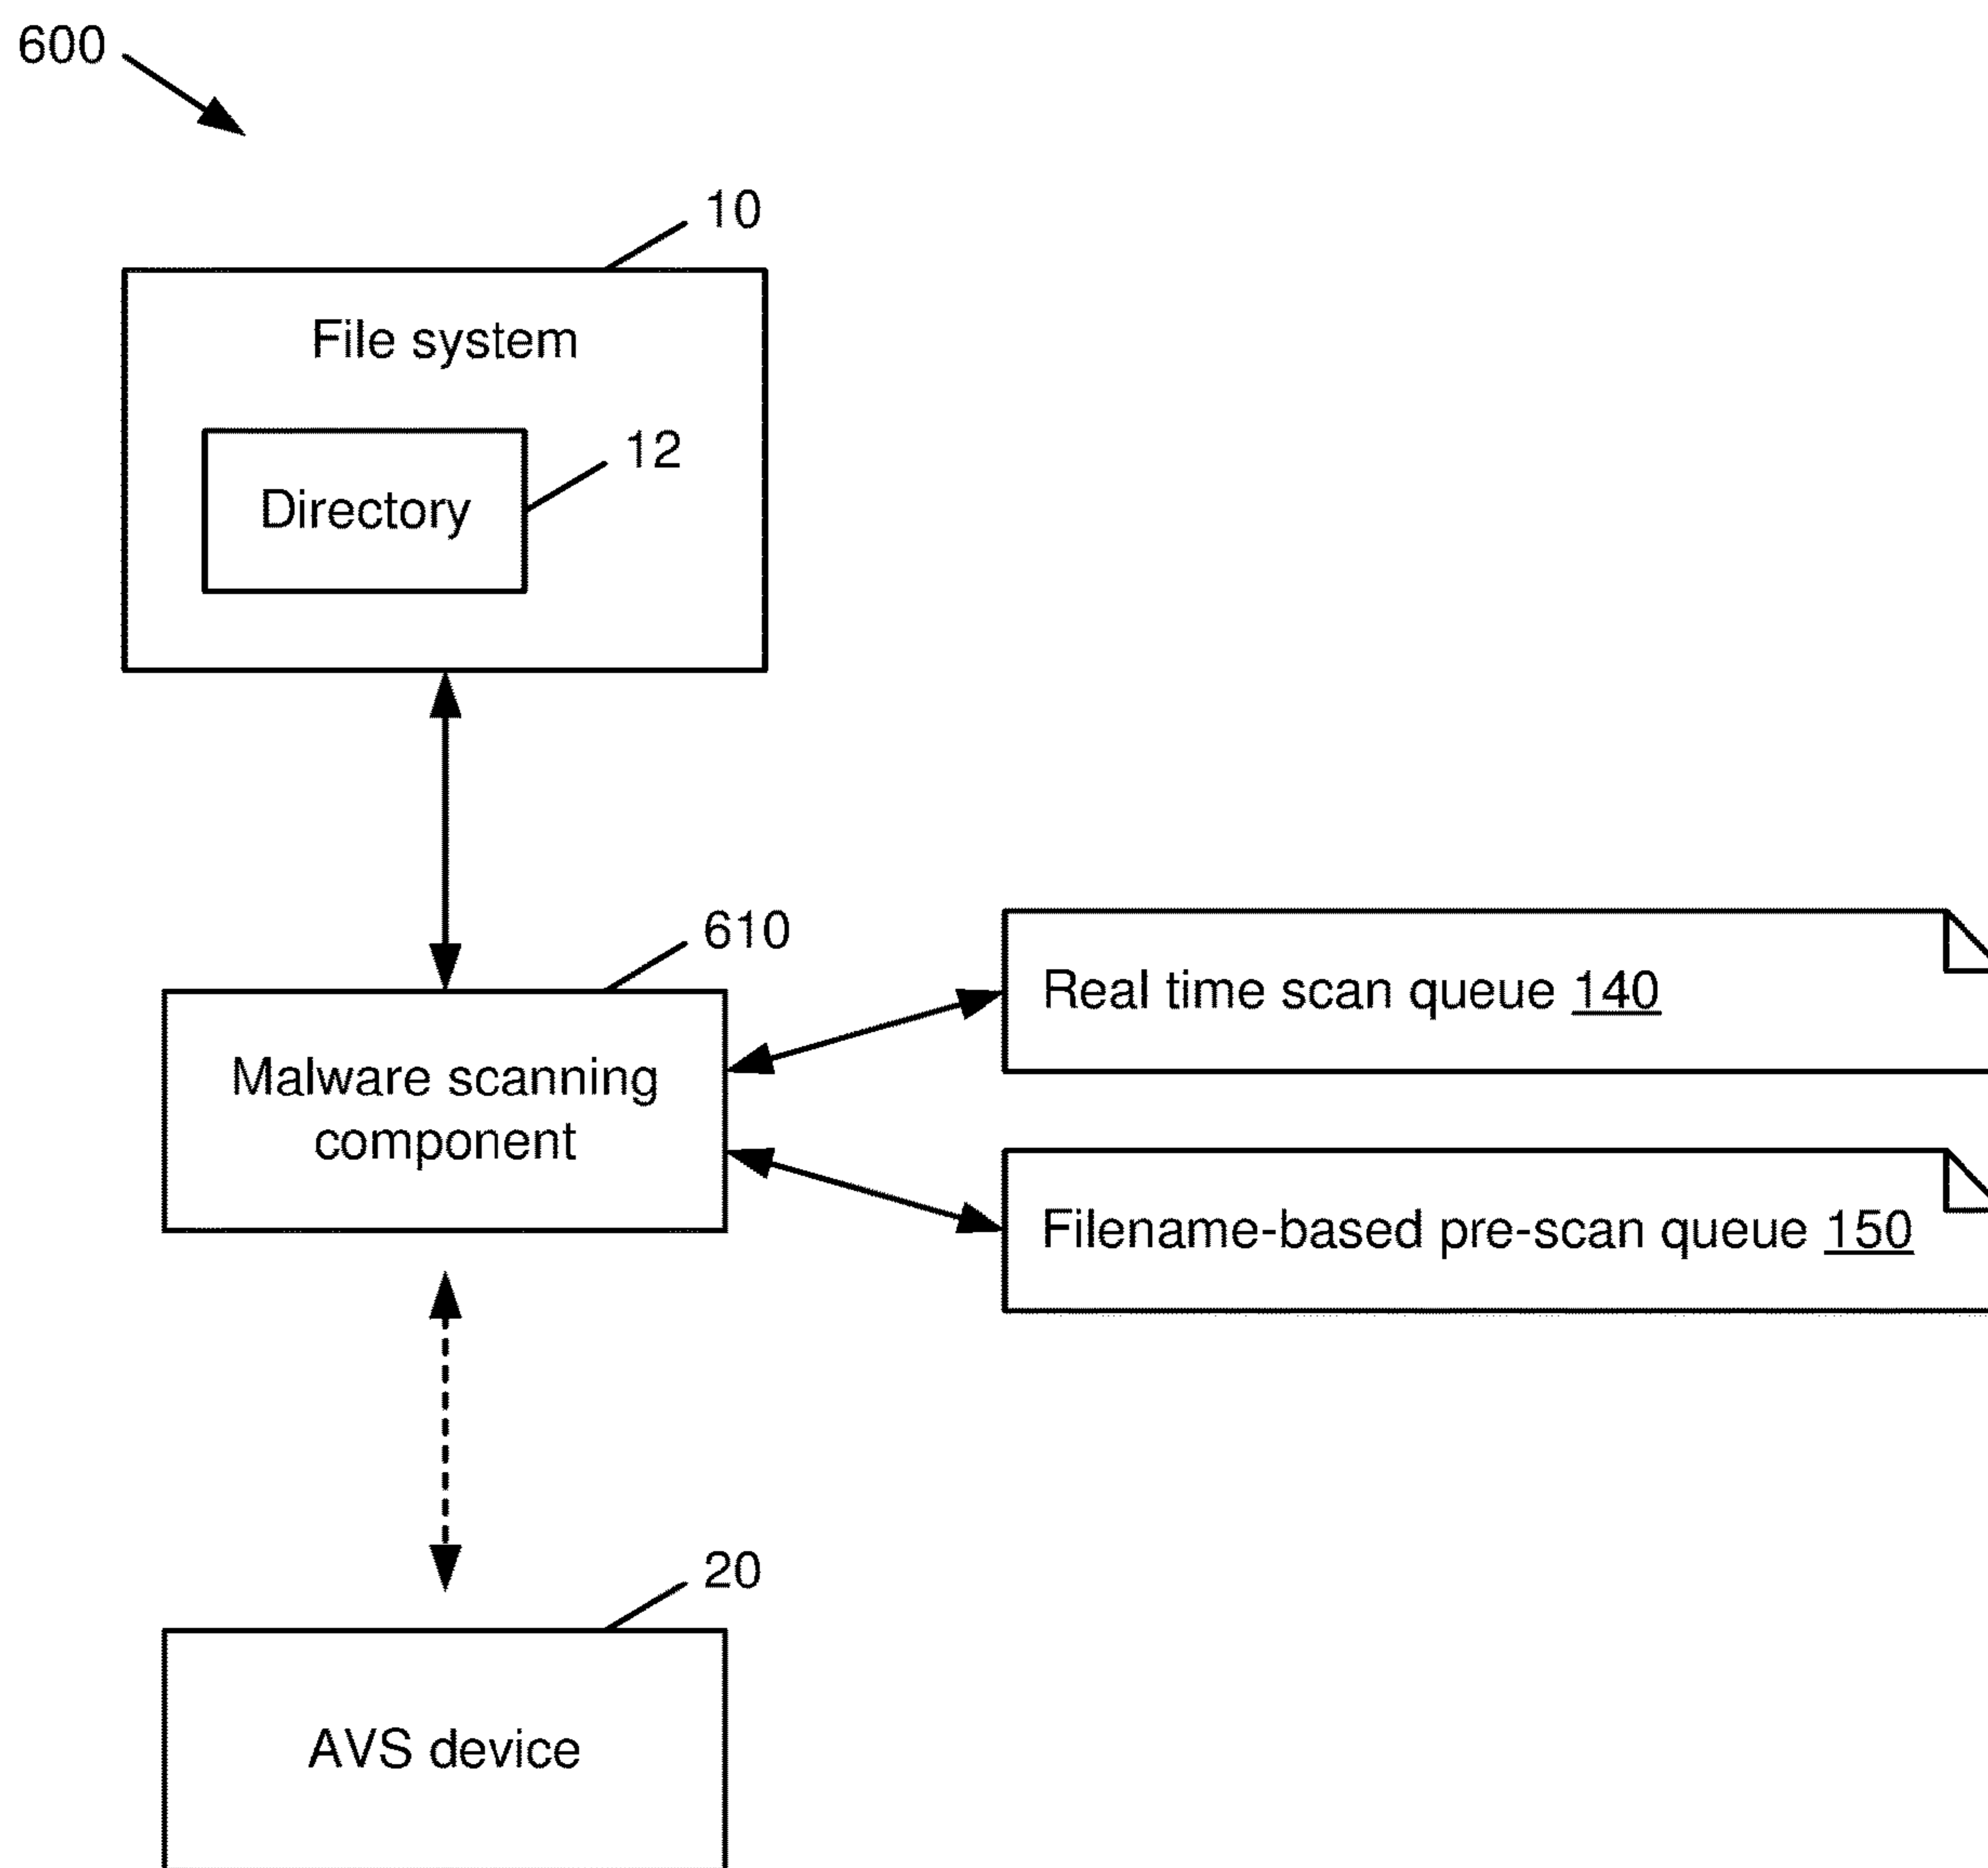 600
10
File system
12
Directory
610
Malware scanning
component
Real time scan queue 140
Filename-based pre-scan queue 150
20
AVS device